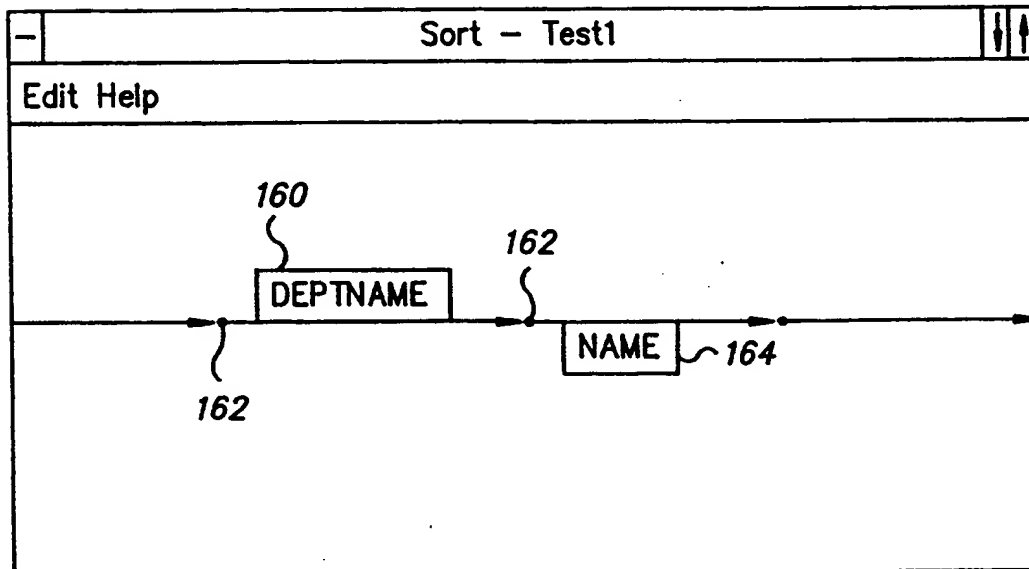 Sort – Test1
Edit Help
160
162
DEPTNAME
NAME
164
162